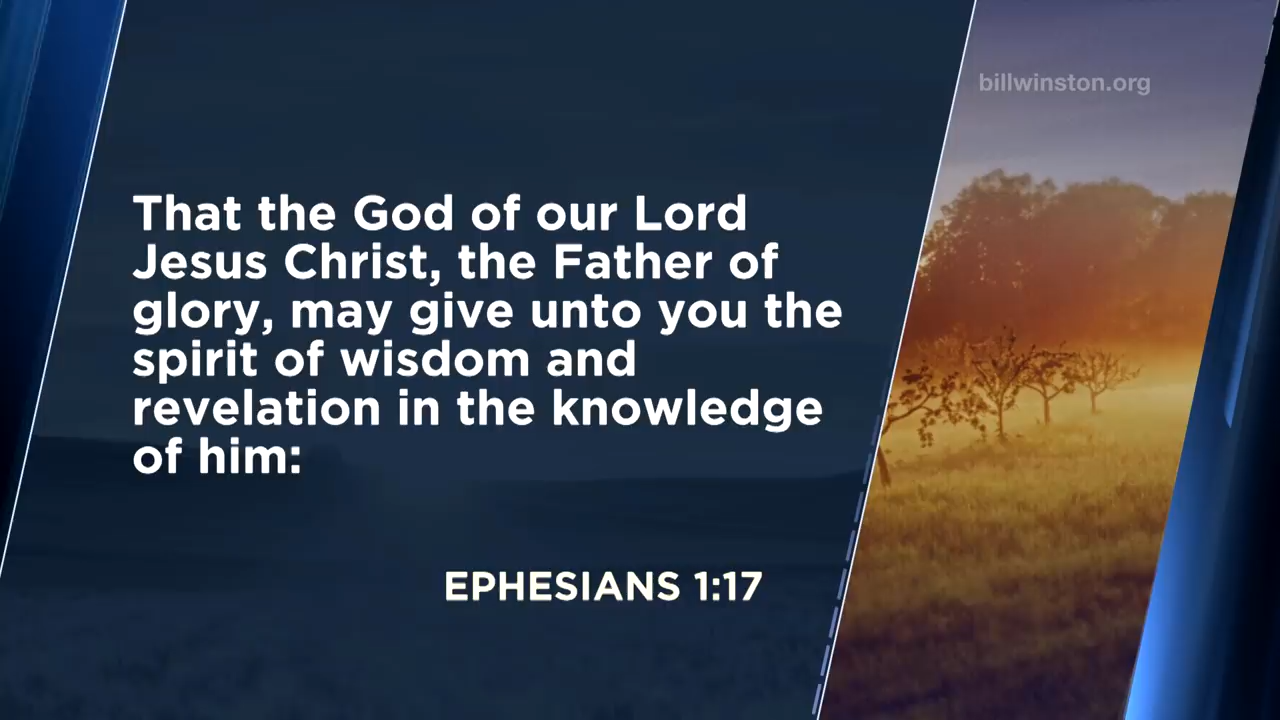 billwinston.org
That the God of our Lord
Jesus Christ, the Father of
glory, may give unto you the
spirit of wisdom and
revelation in the knowledge
of him:
EPHESIANS 1:17